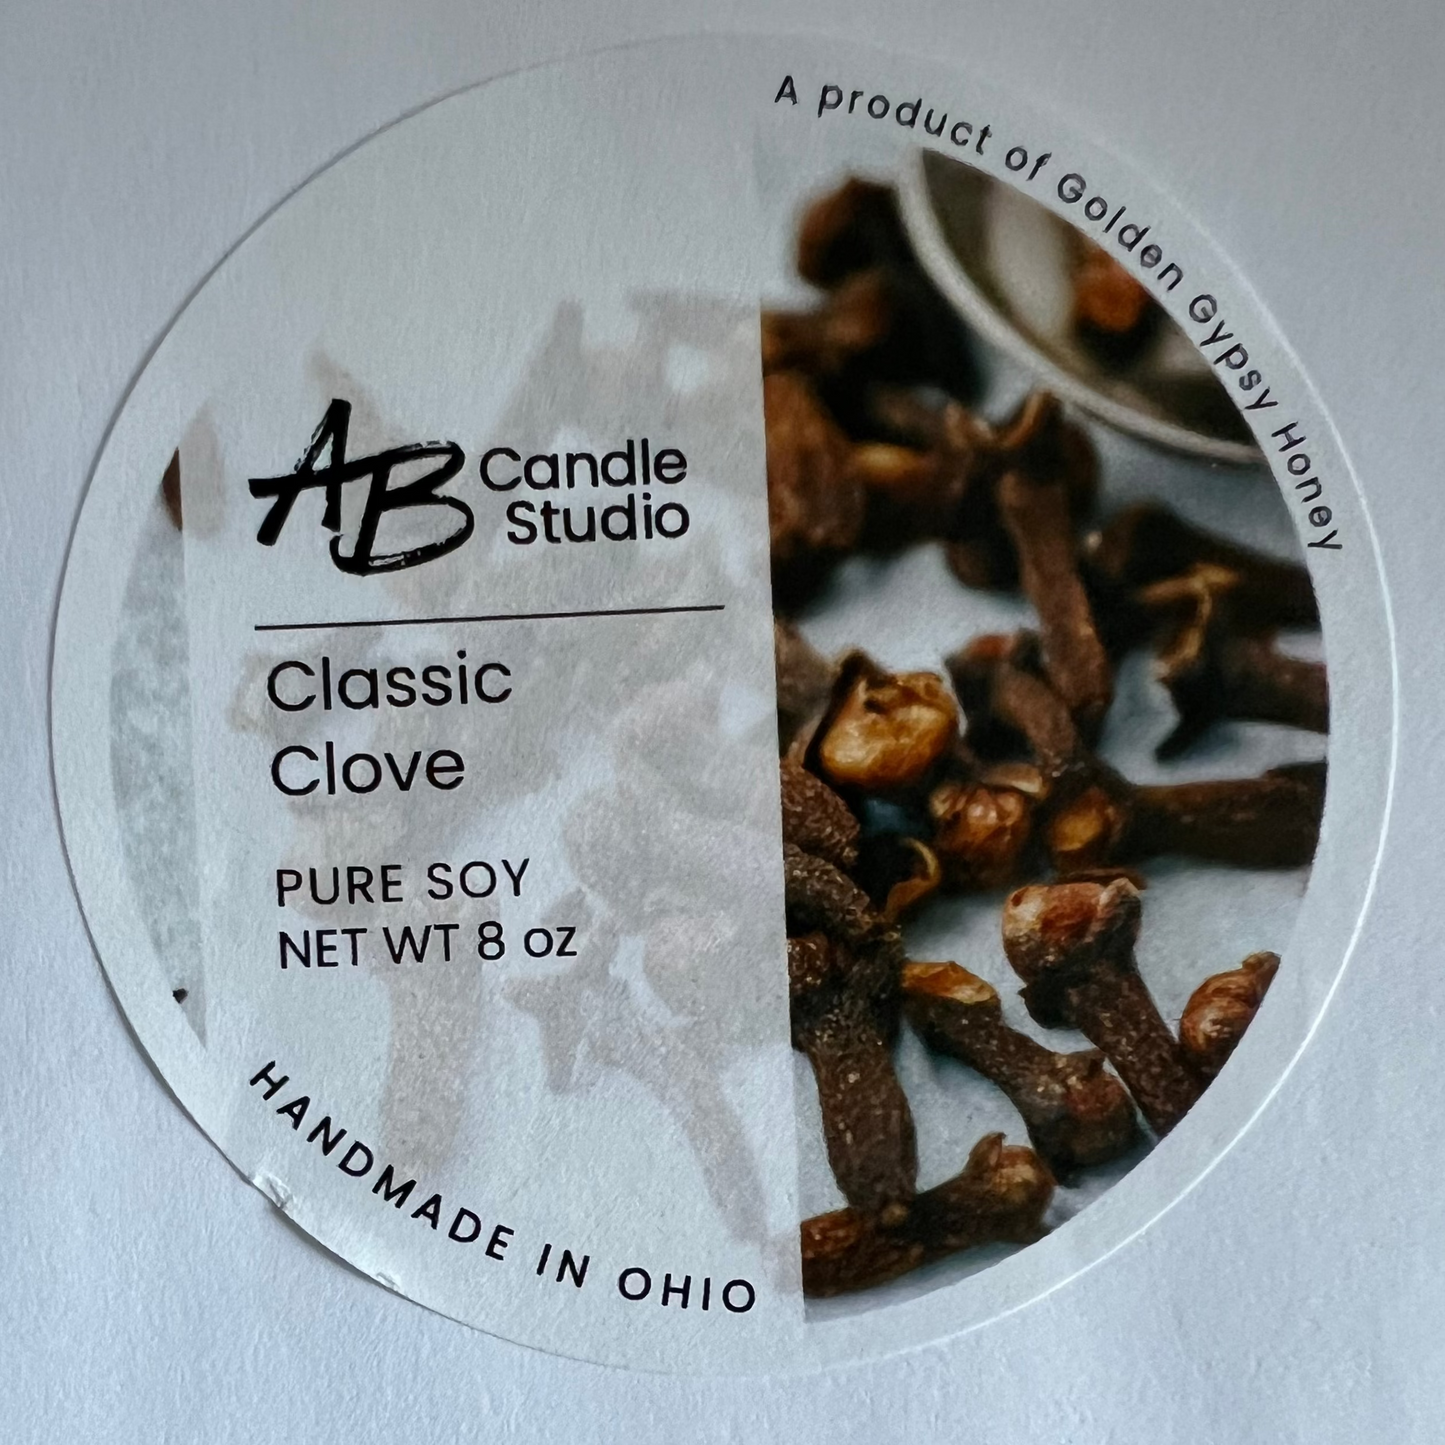 A product of Golden Gypsy Honey
AB Candle
Studio
Classic
Clove
PURE SOY
NET WT 8 oz
HANDMADE IN OHIO